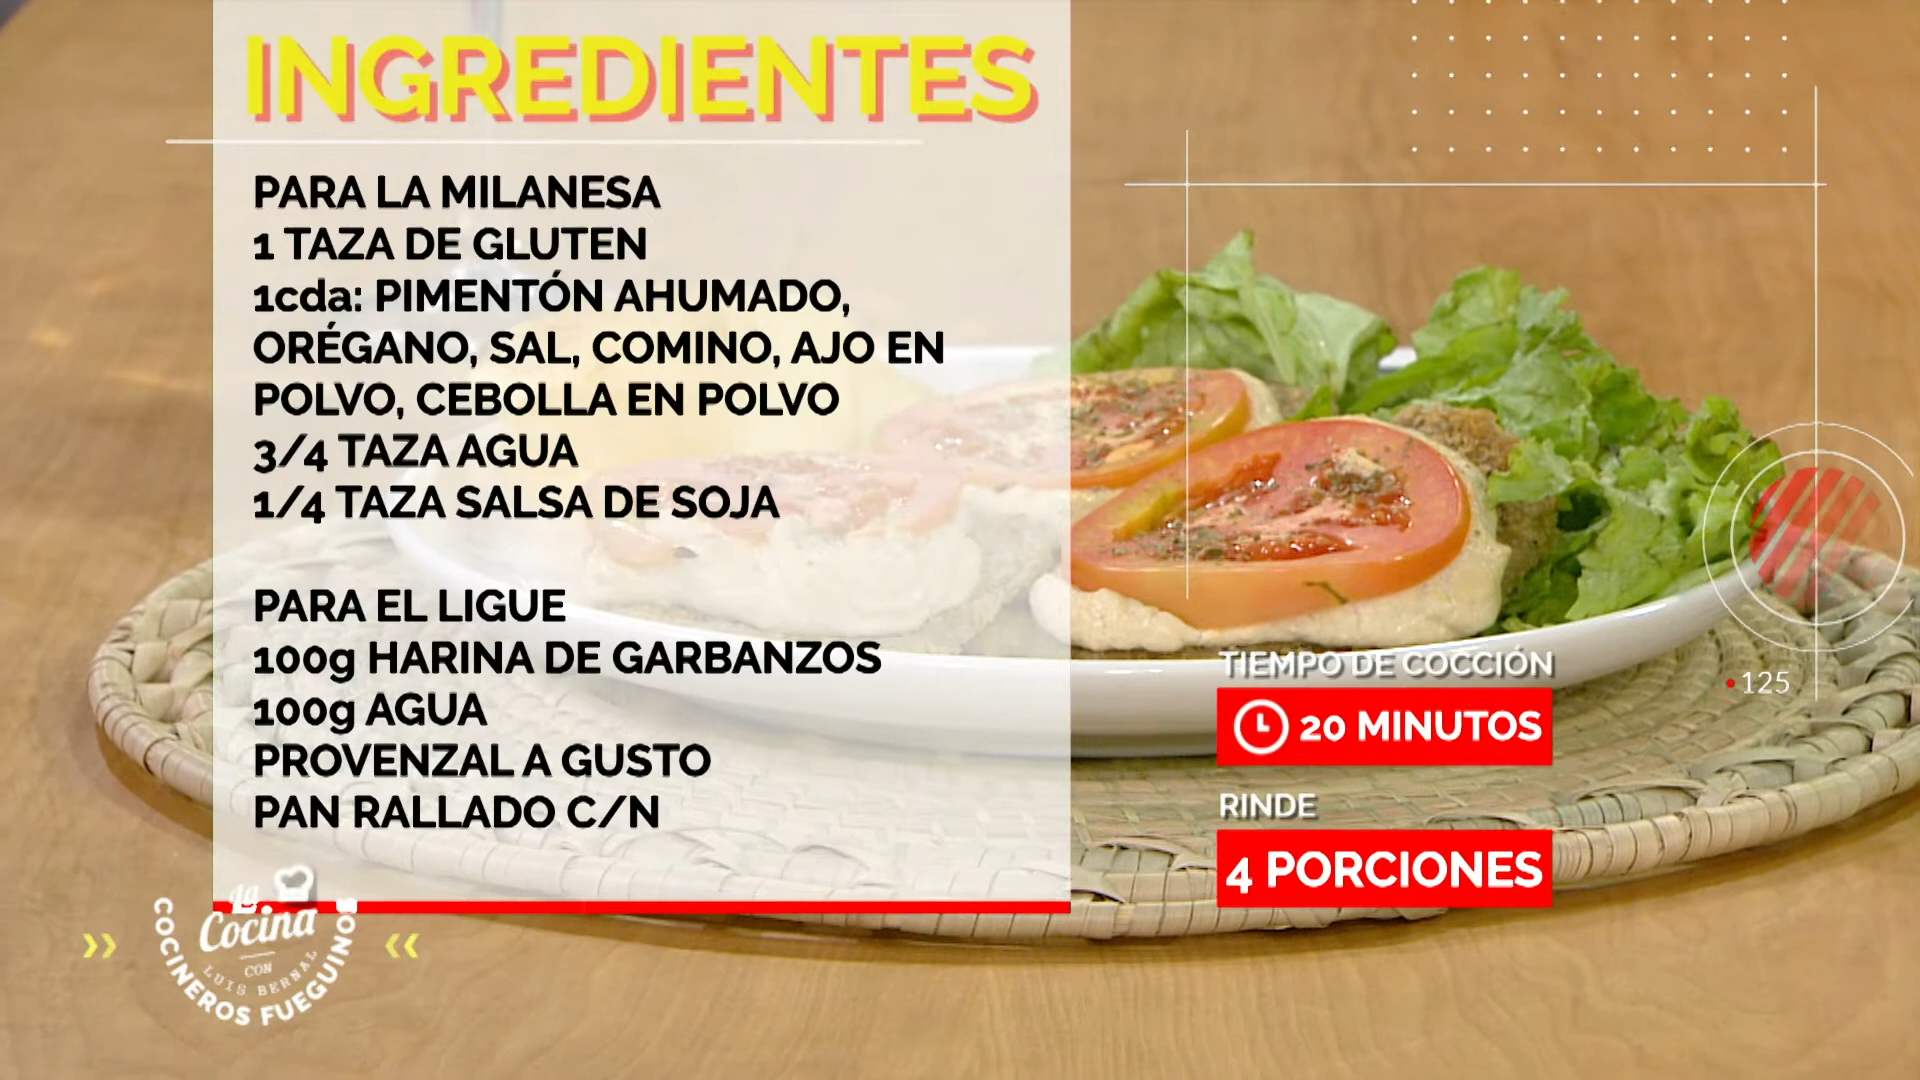 INGREDIENTES
PARA LA MILANESA
1 TAZA DE GLUTEN
1cda: PIMENTÓN AHUMADO,
ORÉGANO, SAL, COMINO, AJO EN
POLVO, CEBOLLA EN POLVO
3/4 TAZA AGUA
1/4 TAZA SALSA DE SOJA
PARA EL LIGUE
100g HARINA DE GARBANZOS
100g AGUA
PROVENZAL A GUSTO
PAN RALLADO C/N
TIEMPO DE COCCIÓN
20 MINUTOS
RINDE
4 PORCIONES
125
La
Cocina
CON
LUIS BERNAL
COCINEROS FUEGUINOS